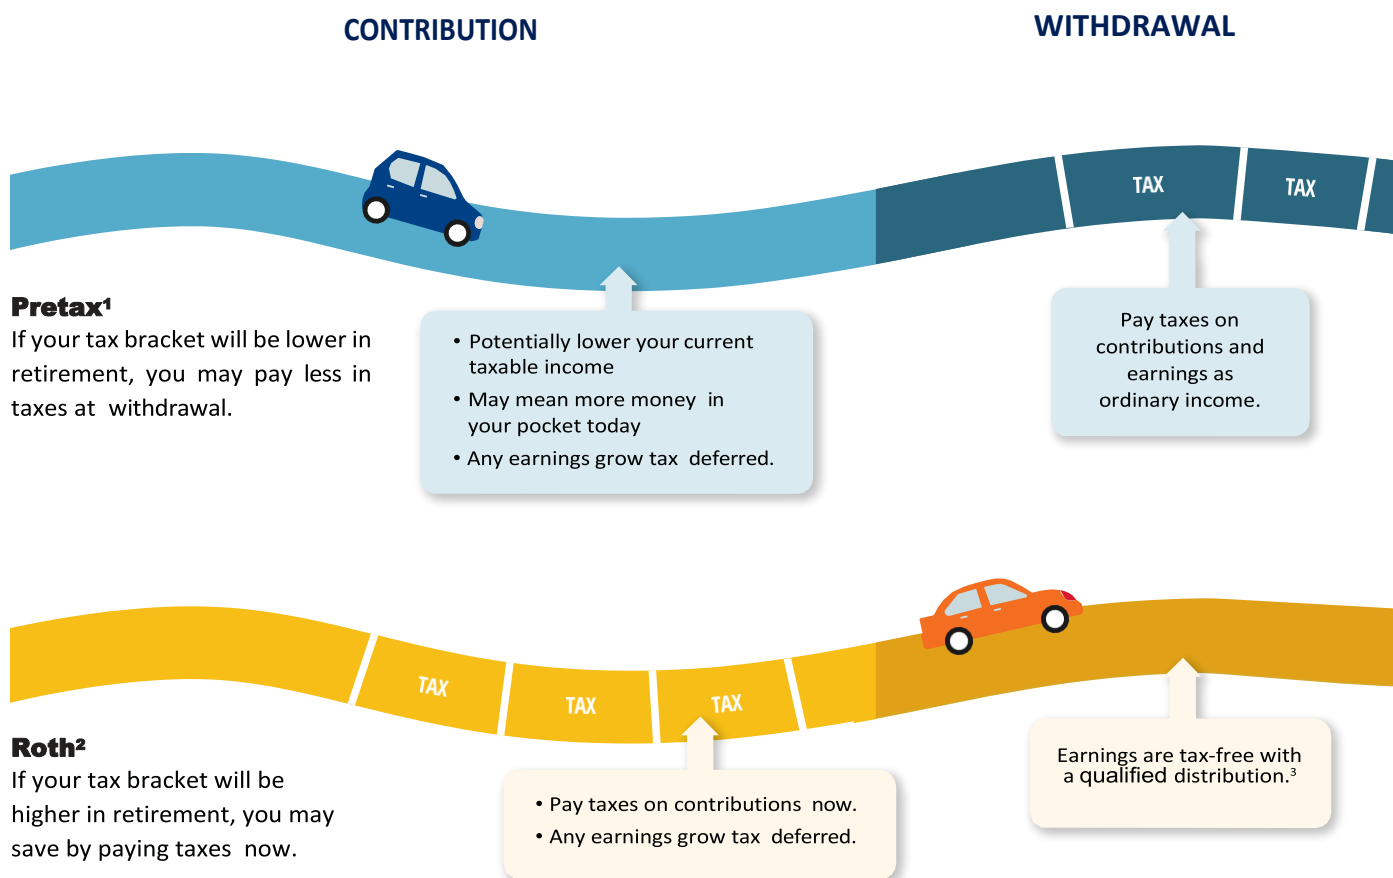 CONTRIBUTION
WITHDRAWAL
TAX
TAX
Pretax¹
If your tax bracket will be lower in
retirement, you may pay less in
taxes at withdrawal.
• Potentially lower your current
taxable income
• May mean more money in
your pocket today
• Any earnings grow tax deferred.
Pay taxes on
contributions and
earnings as
ordinary income.
TAX
TAX
TAX
Roth²
If your tax bracket will be
higher in retirement, you may
save by paying taxes now.
• Pay taxes on contributions now.
• Any earnings grow tax deferred.
Earnings are tax-free with
a qualified distribution.³